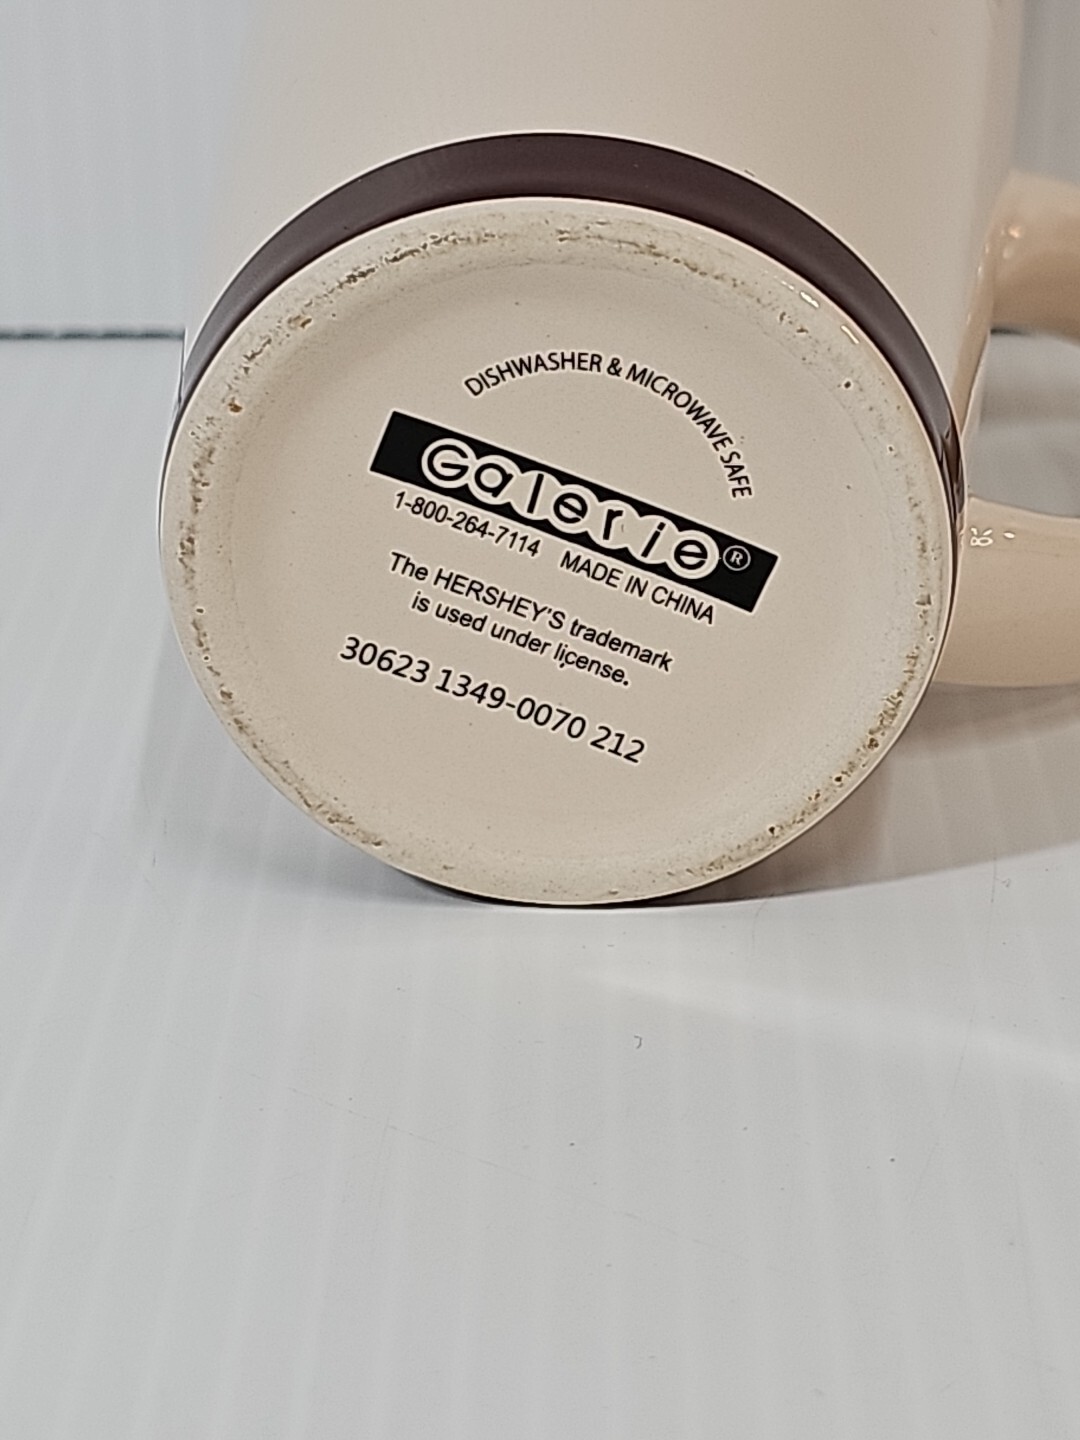 DISHWASHER & MICROWAVE SAFE
Galerie®
1-800-264-7114 MADE IN CHINA
The HERSHEY'S trademark
is used under license.
30623 1349-0070 212